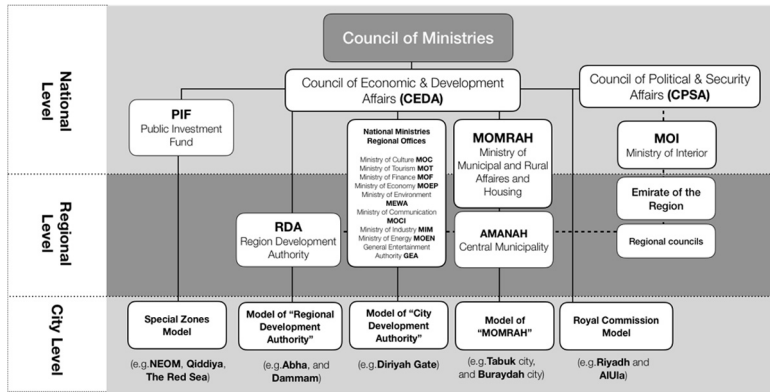 National
Level
Regional
Level
City Level
Council of Ministries
Council of Economic & Development
Affairs (CEDA)
Council of Political & Security
Affairs (CPSA)
PIF
Public Investment
Fund
National Ministries
Regional Offices
Ministry of Culture MOC
Ministry of Tourism MOT
Ministry of Finance MOF
Ministry of Economy MOEP
Ministry of Environment
MEWA
Ministry of Communication
MOCI
Ministry of Industry MIM
Ministry of Energy MOEN
General Entertainment
Authority GEA
MOMRAH
Ministry of
Municipal and Rural
Affaires and
Housing
MOI
Ministry of Interior
Emirate of the
Region
RDA
Region Development
Authority
AMANAH
Central Municipality
Regional councils
Special Zones
Model
Model of “Regional
Development
Authority”
Model of “City
Development
Authority”
Model of
“MOMRAH”
Royal Commission
Model
(e.g.NEOM, Qiddiya,
The Red Sea)
(e.g.Abha, and
Dammam)
(e.g.Diriyah Gate)
(e.g.Tabuk city,
and Buraydah city)
(e.g.Riyadh and
AlUla)